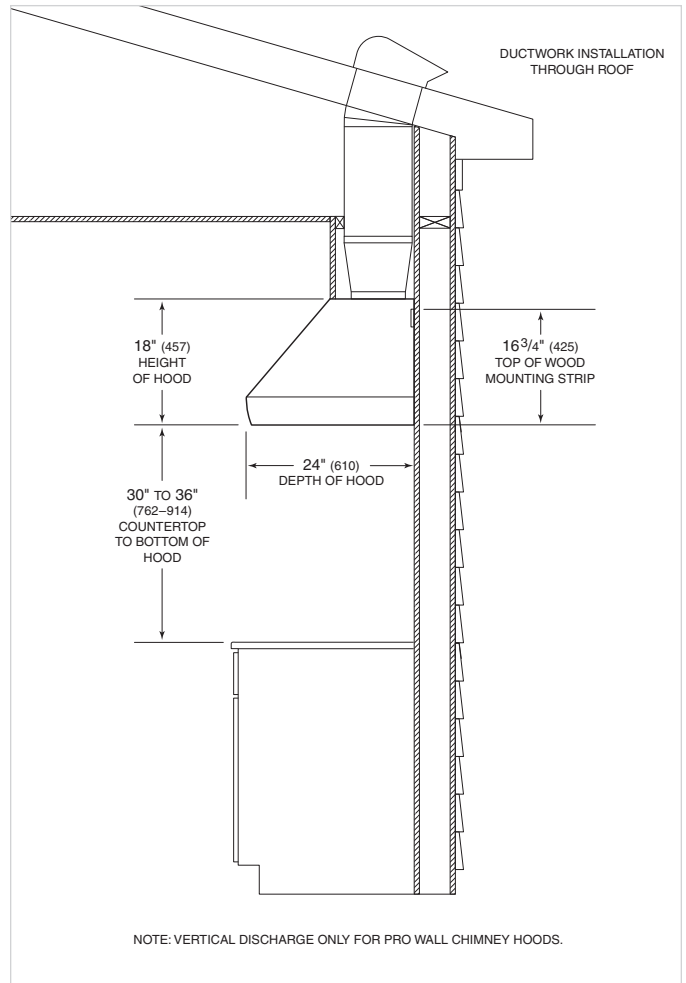 DUCTWORK INSTALLATION
THROUGH ROOF
18" (457)
HEIGHT
OF HOOD
16 3/4" (425)
TOP OF WOOD
MOUNTING STRIP
24" (610)
DEPTH OF HOOD
30" TO 36"
(762–914)
COUNTERTOP
TO BOTTOM OF
HOOD
NOTE: VERTICAL DISCHARGE ONLY FOR PRO WALL CHIMNEY HOODS.